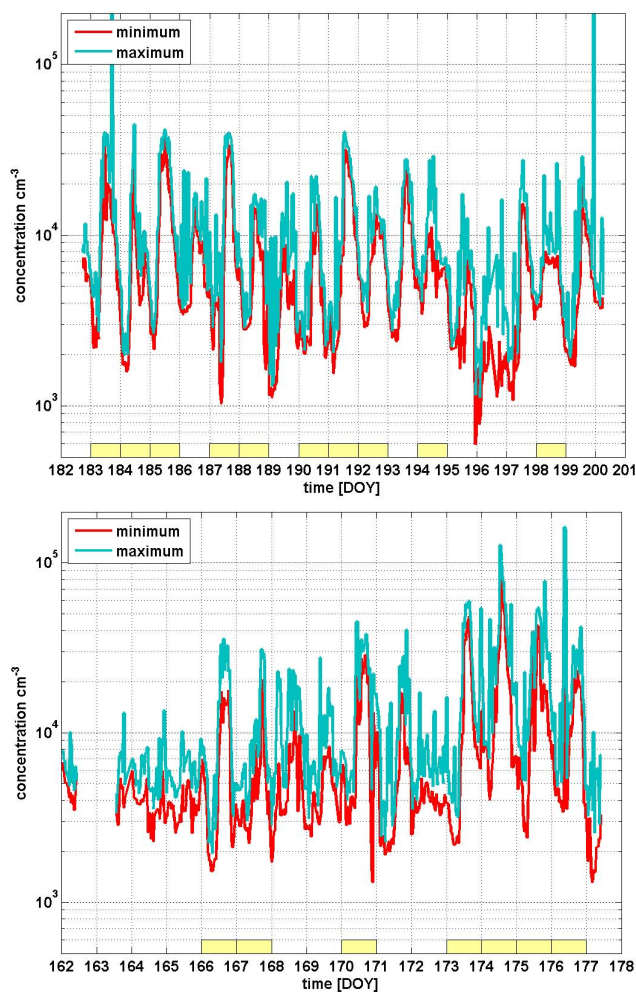 minimum
maximum
10^5
10^4
10^3
concentration cm^-3
182 183 184 185 186 187 188 189 190 191 192 193 194 195 196 197 198 199 200 201
time [DOY]
minimum
maximum
10^5
10^4
10^3
concentration cm^-3
162 163 164 165 166 167 168 169 170 171 172 173 174 175 176 177 178
time [DOY]